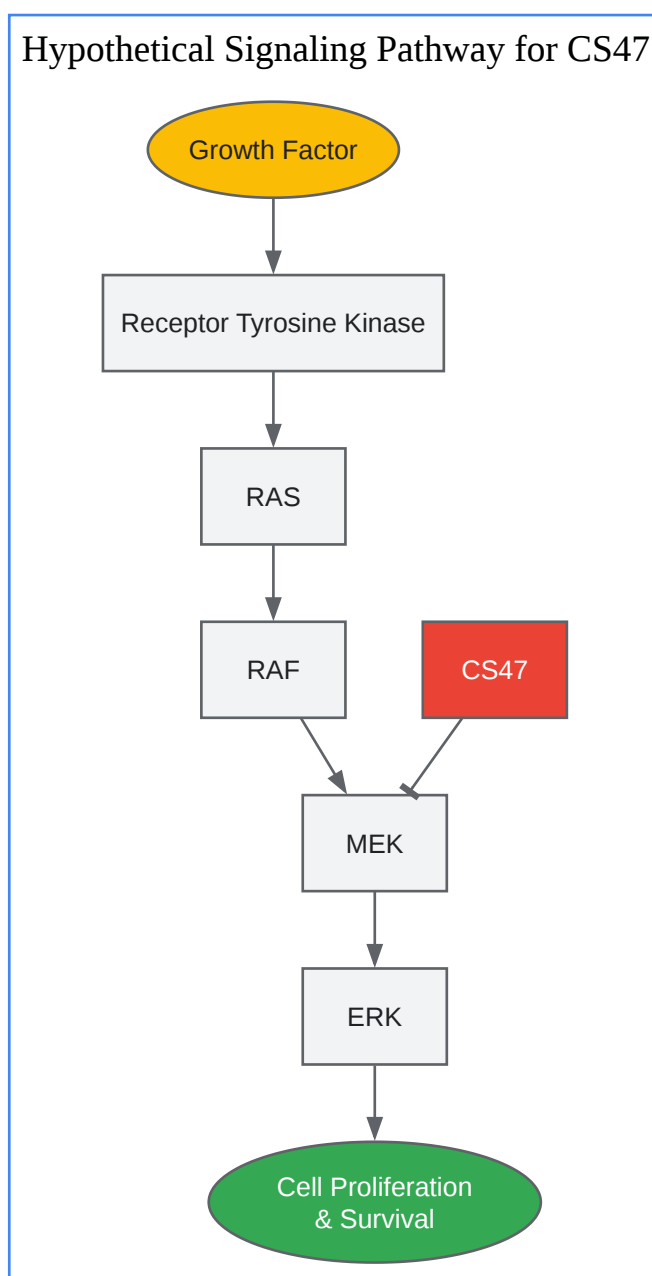 Hypothetical Signaling Pathway for CS47
Growth Factor
Receptor Tyrosine Kinase
RAS
RAF
CS47
MEK
ERK
Cell Proliferation
& Survival